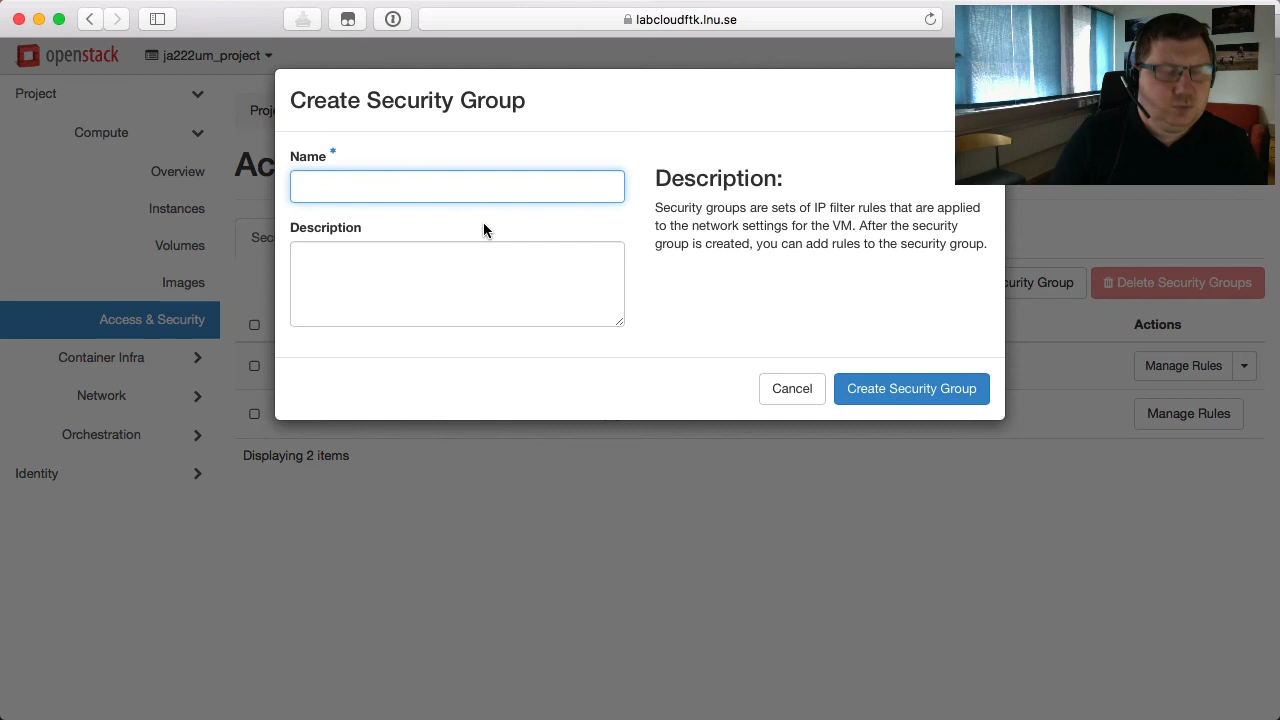 labcloudftk.lnu.se
openstack
ja222um_project
Project
Compute
Overview
Instances
Volumes
Images
Access & Security
Container Infra
Network
Orchestration
Identity
Create Security Group
Name *
Description
Description:
Security groups are sets of IP filter rules that are applied
to the network settings for the VM. After the security
group is created, you can add rules to the security group.
Cancel
Create Security Group
Group
Delete Security Groups
Actions
Manage Rules
Manage Rules
Displaying 2 items